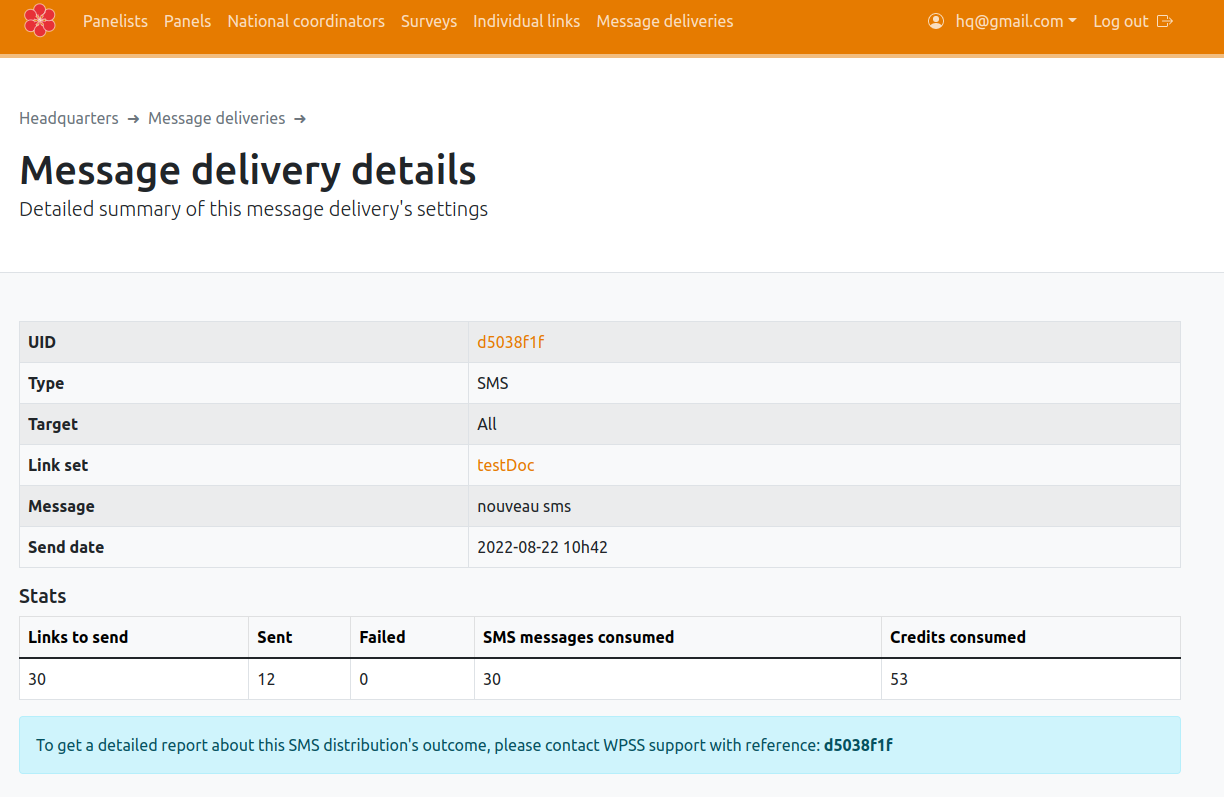 Panelists Panels National coordinators Surveys Individual links Message deliveries hq@gmail.com Log out
Headquarters ➔ Message deliveries ➔
Message delivery details
Detailed summary of this message delivery's settings
UID d5038f1f
Type SMS
Target All
Link set testDoc
Message nouveau sms
Send date 2022-08-22 10h42
Stats
Links to send Sent Failed SMS messages consumed Credits consumed
30 12 0 30 53
To get a detailed report about this SMS distribution's outcome, please contact WPSS support with reference: d5038f1f